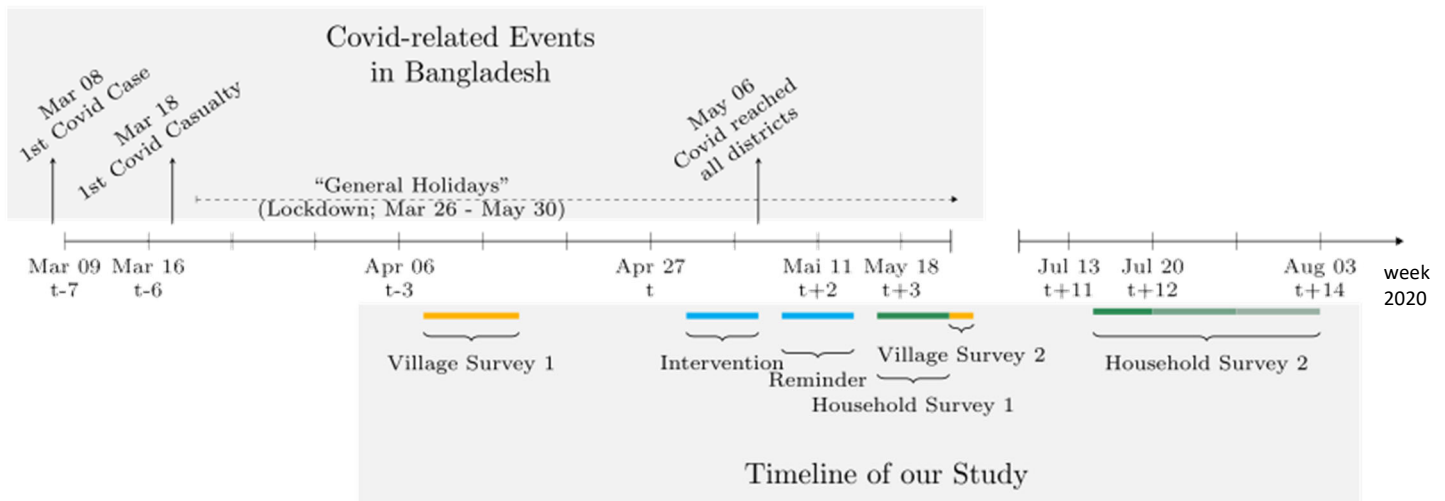 Covid-related Events
in Bangladesh
Mar 08
1st Covid Case
Mar 18
1st Covid Casualty
May 06
Covid reached
all districts
“General Holidays”
(Lockdown; Mar 26 - May 30)
Mar 09 Mar 16 Apr 06 Apr 27 Mai 11 May 18 Jul 13 Jul 20 Aug 03
t-7 t-6 t-3 t t+2 t+3 t+11 t+12 t+14
week
2020
Village Survey 1
Intervention
Reminder
Village Survey 2
Household Survey 1
Household Survey 2
Timeline of our Study